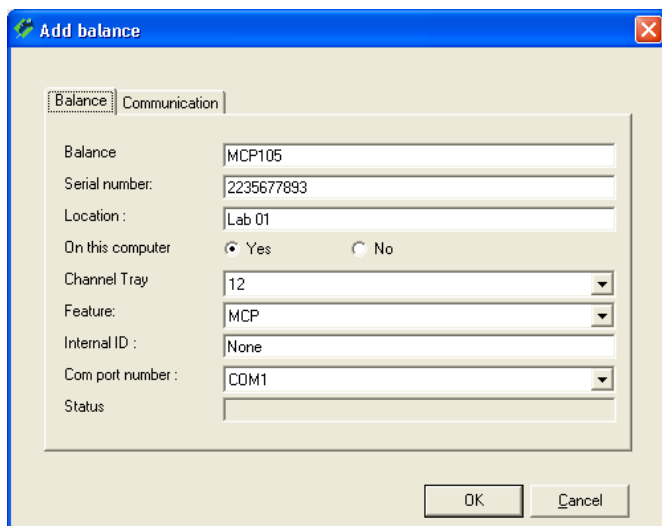 Add balance
Balance Communication
Balance MCP105
Serial number: 2235677893
Location : Lab 01
On this computer Yes No
Channel Tray 12
Feature: MCP
Internal ID : None
Com port number : COM1
Status
OK Cancel